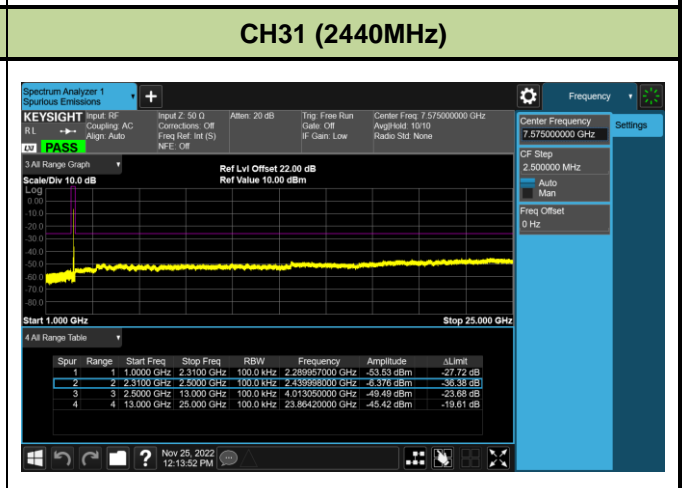 CH31 (2440MHz)
Spectrum Analyzer 1
Spurious Emissions
Frequency
KEYSIGHT Input: RF Input Z: 50 Ω Atten: 20 dB Trig: Free Run Center Freq: 7.575000000 GHz
RL Coupling: AC Corrections: Off Gate: Off Avg|Hold: 10/10
Align: Auto Freq Ref: Int (S) IF Gain: Low Radio Std: None
LXI PASS NFE: Off
Center Frequency
7.575000000 GHz
Settings
CF Step
2.500000 MHz
Auto
Man
Freq Offset
0 Hz
3 All Range Graph
Ref Lvl Offset 22.00 dB
Scale/Div 10.0 dB Ref Value 10.00 dBm
Log
0.00
-10.0
-20.0
-30.0
-40.0
-50.0
-60.0
-70.0
-80.0
Start 1.000 GHz Stop 25.000 GHz
4 All Range Table
Spur Range Start Freq Stop Freq RBW Frequency Amplitude ΔLimit
1 1 1.0000 GHz 2.3100 GHz 100.0 kHz 2.289957000 GHz -53.53 dBm -27.72 dB
2 2 2.3100 GHz 2.5000 GHz 100.0 kHz 2.439998000 GHz -6.376 dBm -36.38 dB
3 3 2.5000 GHz 13.000 GHz 100.0 kHz 4.013050000 GHz -49.49 dBm -23.68 dB
4 4 13.000 GHz 25.000 GHz 100.0 kHz 23.86420000 GHz -45.42 dBm -19.61 dB
Nov 25, 2022
12:13:52 PM